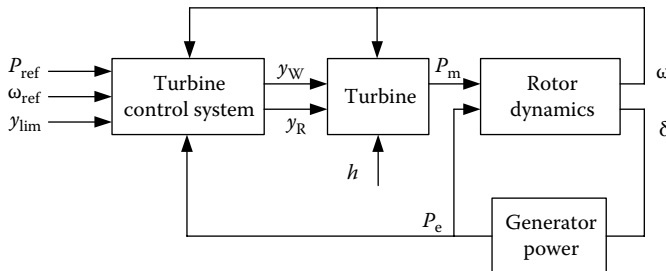 P_ref
ω_ref
y_lim
Turbine
control system
y_W
y_R
Turbine
h
P_m
Rotor
dynamics
ω
δ
P_e
Generator
power